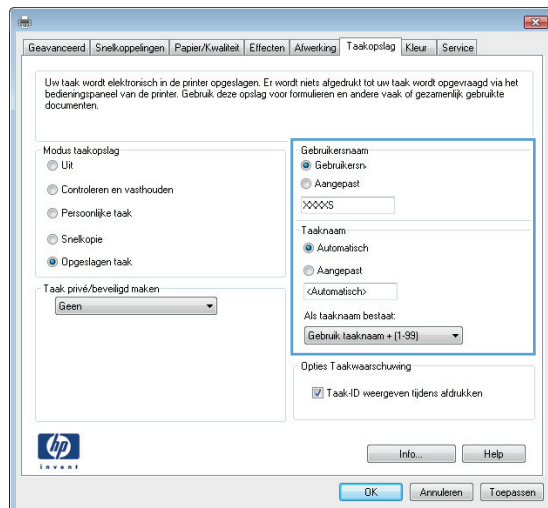 Geavanceerd Snelkoppelingen Papier/Kwaliteit Effecten Afwerking Taakopslag Kleur Service
Uw taak wordt elektronisch in de printer opgeslagen. Er wordt niets afgedrukt tot uw taak wordt opgevraagd via het
bedieningspaneel van de printer. Gebruik deze opslag voor formulieren en andere vaak of gezamenlijk gebruikte
documenten.
Modus taakopslag
Uit
Controleren en vasthouden
Persoonlijke taak
Snelkopie
Opgeslagen taak
Taak privé/beveiligd maken
Geen
Gebruikersnaam
Gebruikersn
Aangepast
XXXXS
Taaknaam
Automatisch
Aangepast
<Automatisch>
Als taaknaam bestaat:
Gebruik taaknaam + (1-99)
Opties Taakwaarschuwing
Taak-ID weergeven tijdens afdrukken
hp
invent
Info... Help
OK Annuleren Toepassen